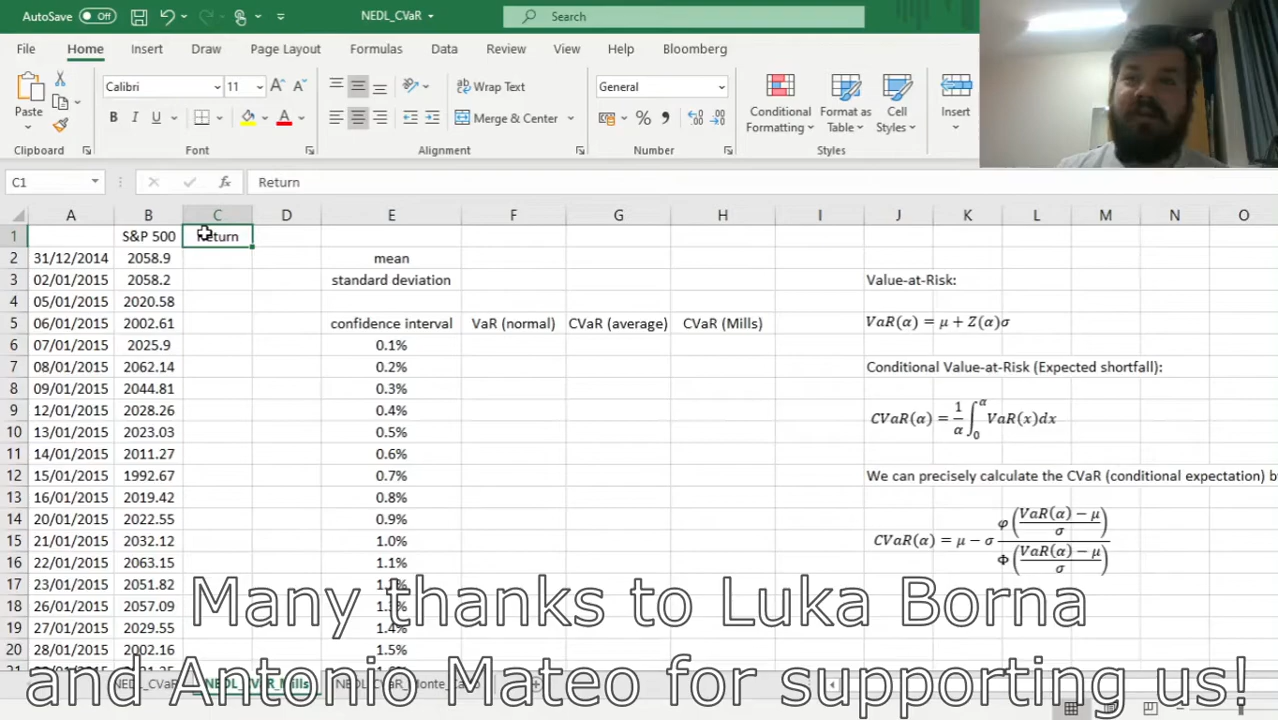 AutoSave Off NEDL_CVaR Search
File Home Insert Draw Page Layout Formulas Data Review View Help Bloomberg
Calibri 11 Wrap Text General
Paste B I U Merge & Center % Conditional Formatting Format as Table Cell Styles Insert
Clipboard Font Alignment Number Styles
C1 fx Return
A B C D E F G H I J K L M N O
1 S&P 500 Return
2 31/12/2014 2058.9 mean
3 02/01/2015 2058.2 standard deviation Value-at-Risk:
4 05/01/2015 2020.58
5 06/01/2015 2002.61 confidence interval VaR (normal) CVaR (average) CVaR (Mills) VaR(α) = μ + Z(α)σ
6 07/01/2015 2025.9 0.1%
7 08/01/2015 2062.14 0.2% Conditional Value-at-Risk (Expected shortfall):
8 09/01/2015 2044.81 0.3%
9 12/01/2015 2028.26 0.4% CVaR(α) = 1/α ∫₀^α VaR(x)dx
10 13/01/2015 2023.03 0.5%
11 14/01/2015 2011.27 0.6%
12 15/01/2015 1992.67 0.7% We can precisely calculate the CVaR (conditional expectation) b
13 16/01/2015 2019.42 0.8%
14 20/01/2015 2022.55 0.9%
15 21/01/2015 2032.12 1.0% CVaR(α) = μ − σ φ((VaR(α) − μ)/σ) / Φ((VaR(α) − μ)/σ)
16 22/01/2015 2063.15 1.1%
17 23/01/2015 2051.82
18 26/01/2015 2057.09
19 27/01/2015 2029.55 1.4%
20 28/01/2015 2002.16 1.5%
Many thanks to Luka Borna
and Antonio Mateo for supporting us!